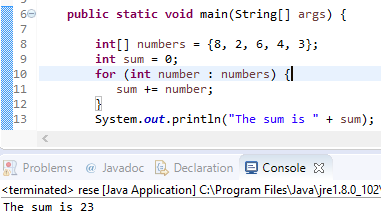 6 public static void main(String[] args) {
7
8 int[] numbers = {8, 2, 6, 4, 3};
9 int sum = 0;
10 for (int number : numbers) {
11 sum += number;
12 }
13 System.out.println("The sum is " + sum);
Problems @ Javadoc Declaration Console
<terminated> rese [Java Application] C:\Program Files\Java\jre1.8.0_102\
The sum is 23